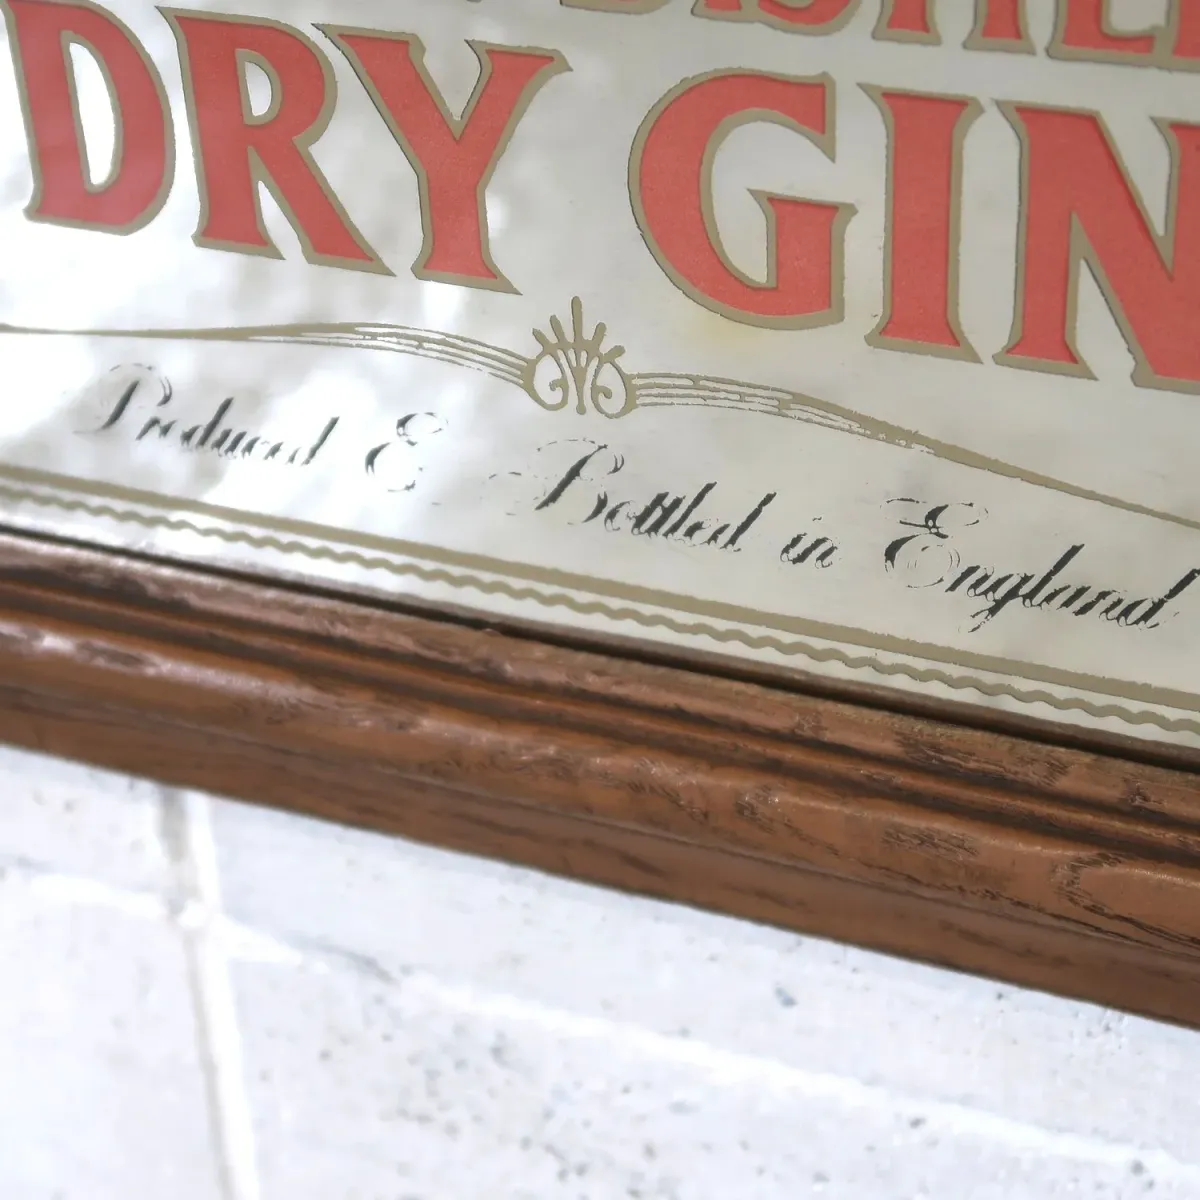 DRY GIN
Produced & Bottled in England